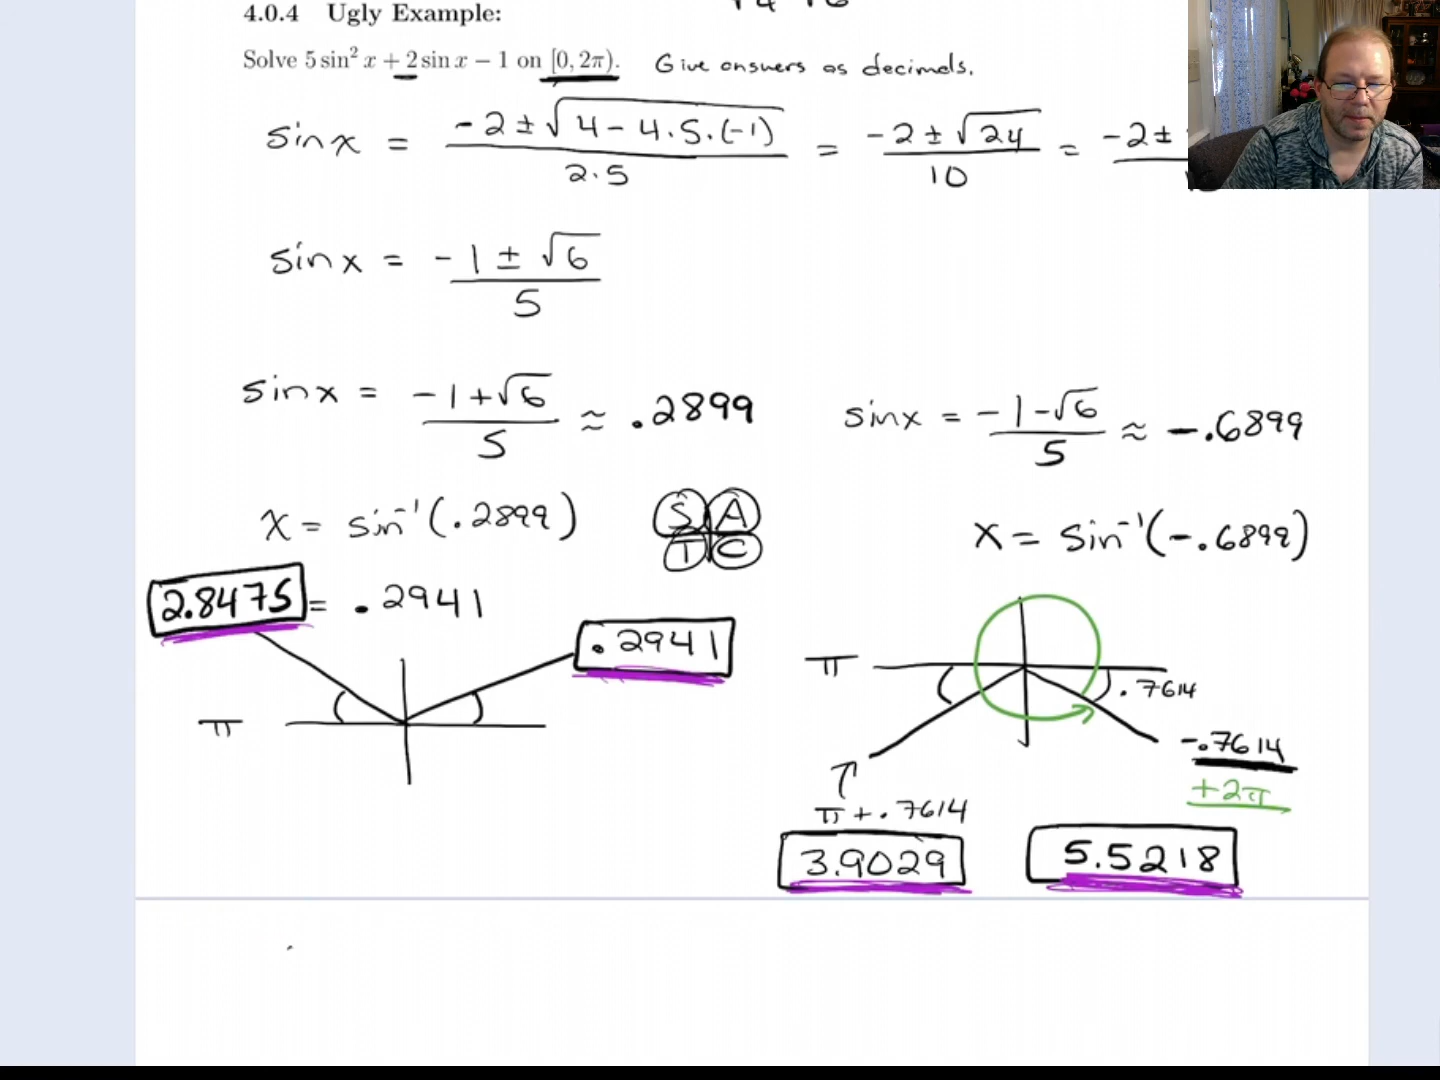 4.0.4 Ugly Example:
Solve 5 sin² x + 2 sin x − 1 on [0, 2π). Give answers as decimals.
sin x = (-2 ± √(4 - 4·5·(-1)))/(2·5) = (-2 ± √24)/10 = -2 ±
sin x = (-1 ± √6)/5
sin x = (-1 + √6)/5 ≈ .2899
sin x = (-1 - √6)/5 ≈ -.6899
x = sin⁻¹(.2899)
S A
T C
x = sin⁻¹(-.6899)
2.8475 = .2941
.2941
π
π
.7614
-.7614
+2π
π + .7614
3.9029
5.5218